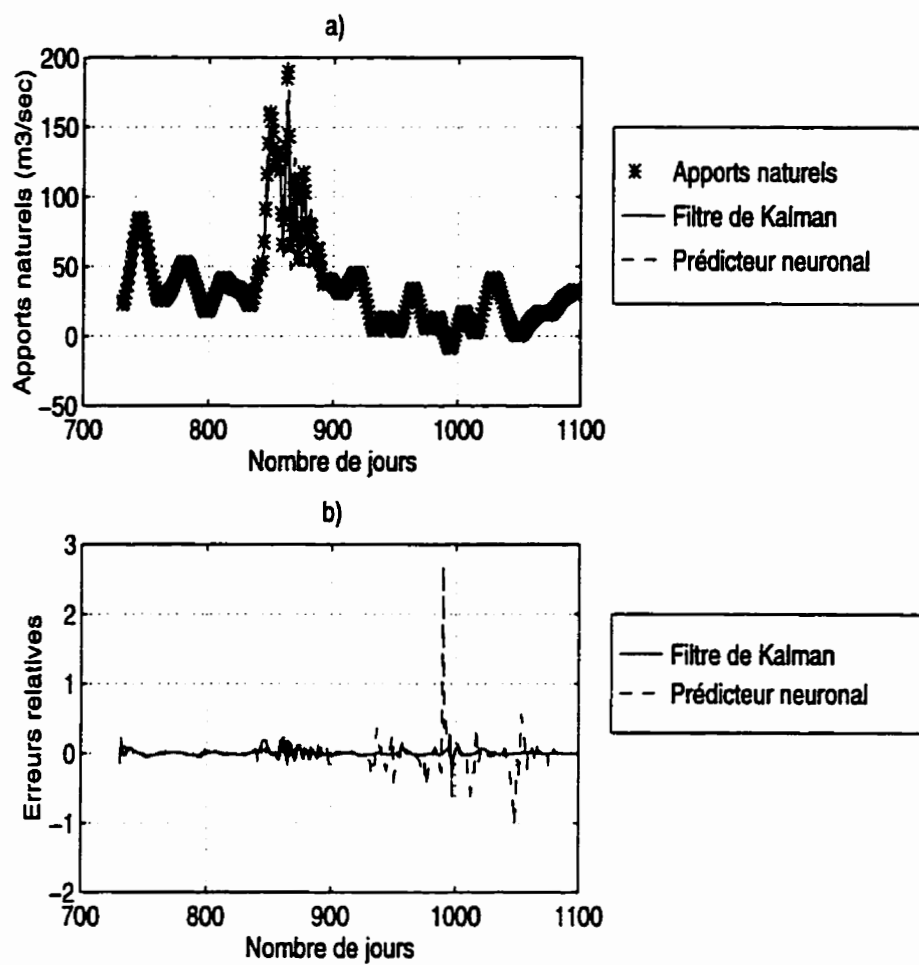 a)
200
150
100
50
0
-50
700
800
900
1000
1100
Apports naturels (m3/sec)
Nombre de jours
Apports naturels
Filtre de Kalman
Prédicteur neuronal
b)
3
2
1
0
-1
-2
700
800
900
1000
1100
Erreurs relatives
Nombre de jours
Filtre de Kalman
Prédicteur neuronal